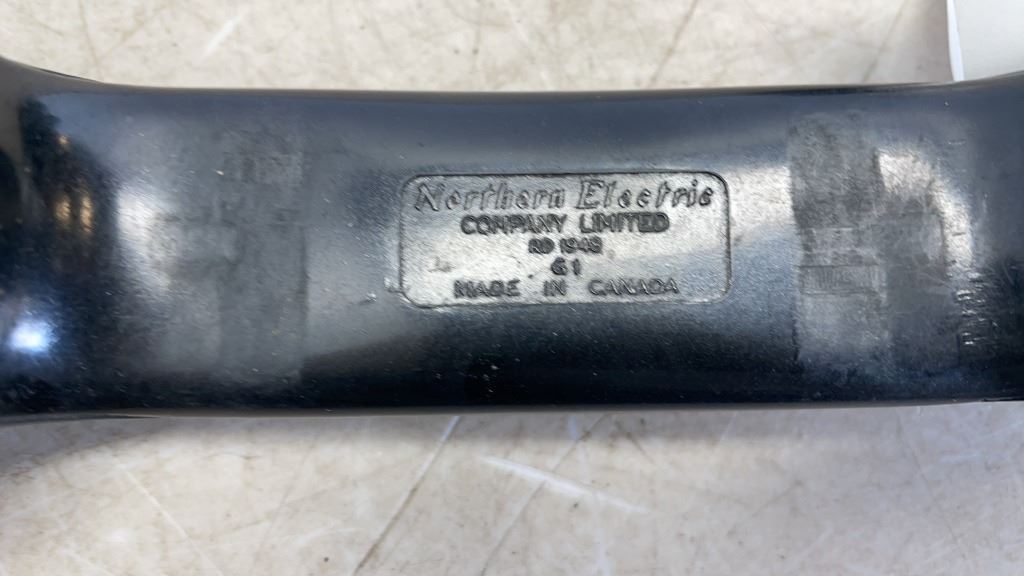 Northern Electric
COMPANY LIMITED
RD 1949
G1
MADE IN CANADA